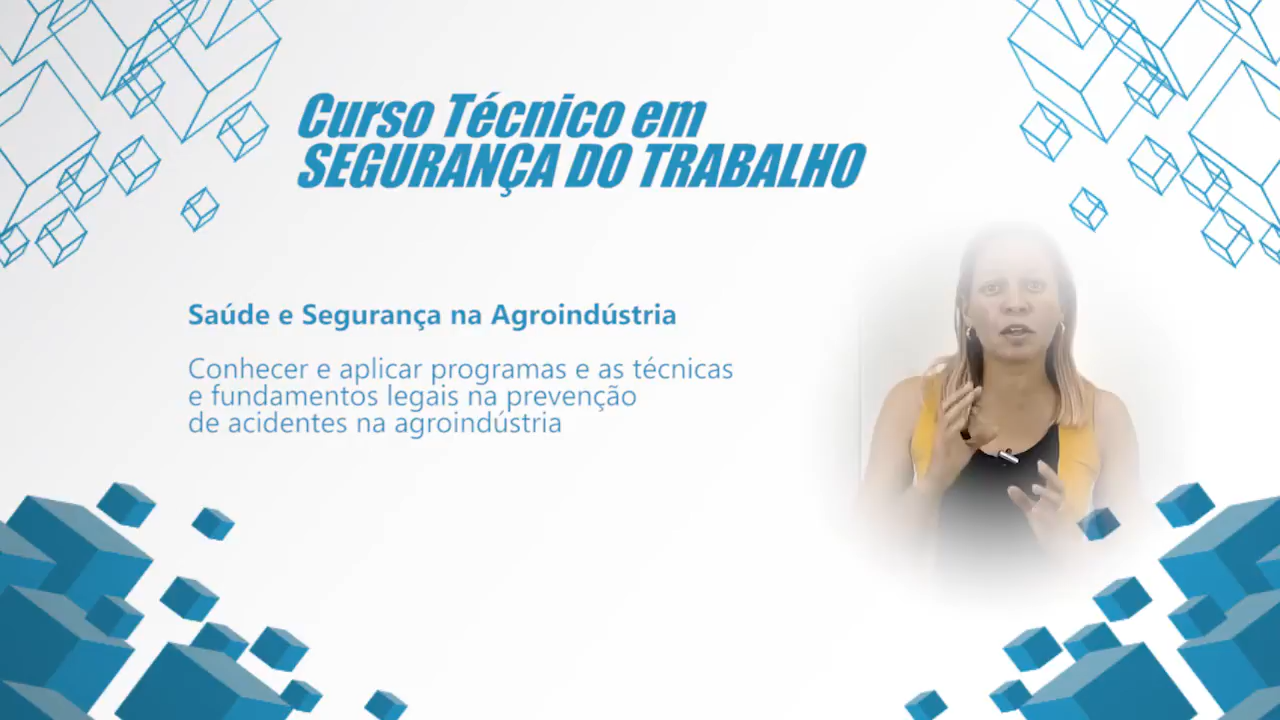 Curso Técnico em
SEGURANÇA DO TRABALHO
Saúde e Segurança na Agroindústria
Conhecer e aplicar programas e as técnicas
e fundamentos legais na prevenção
de acidentes na agroindústria